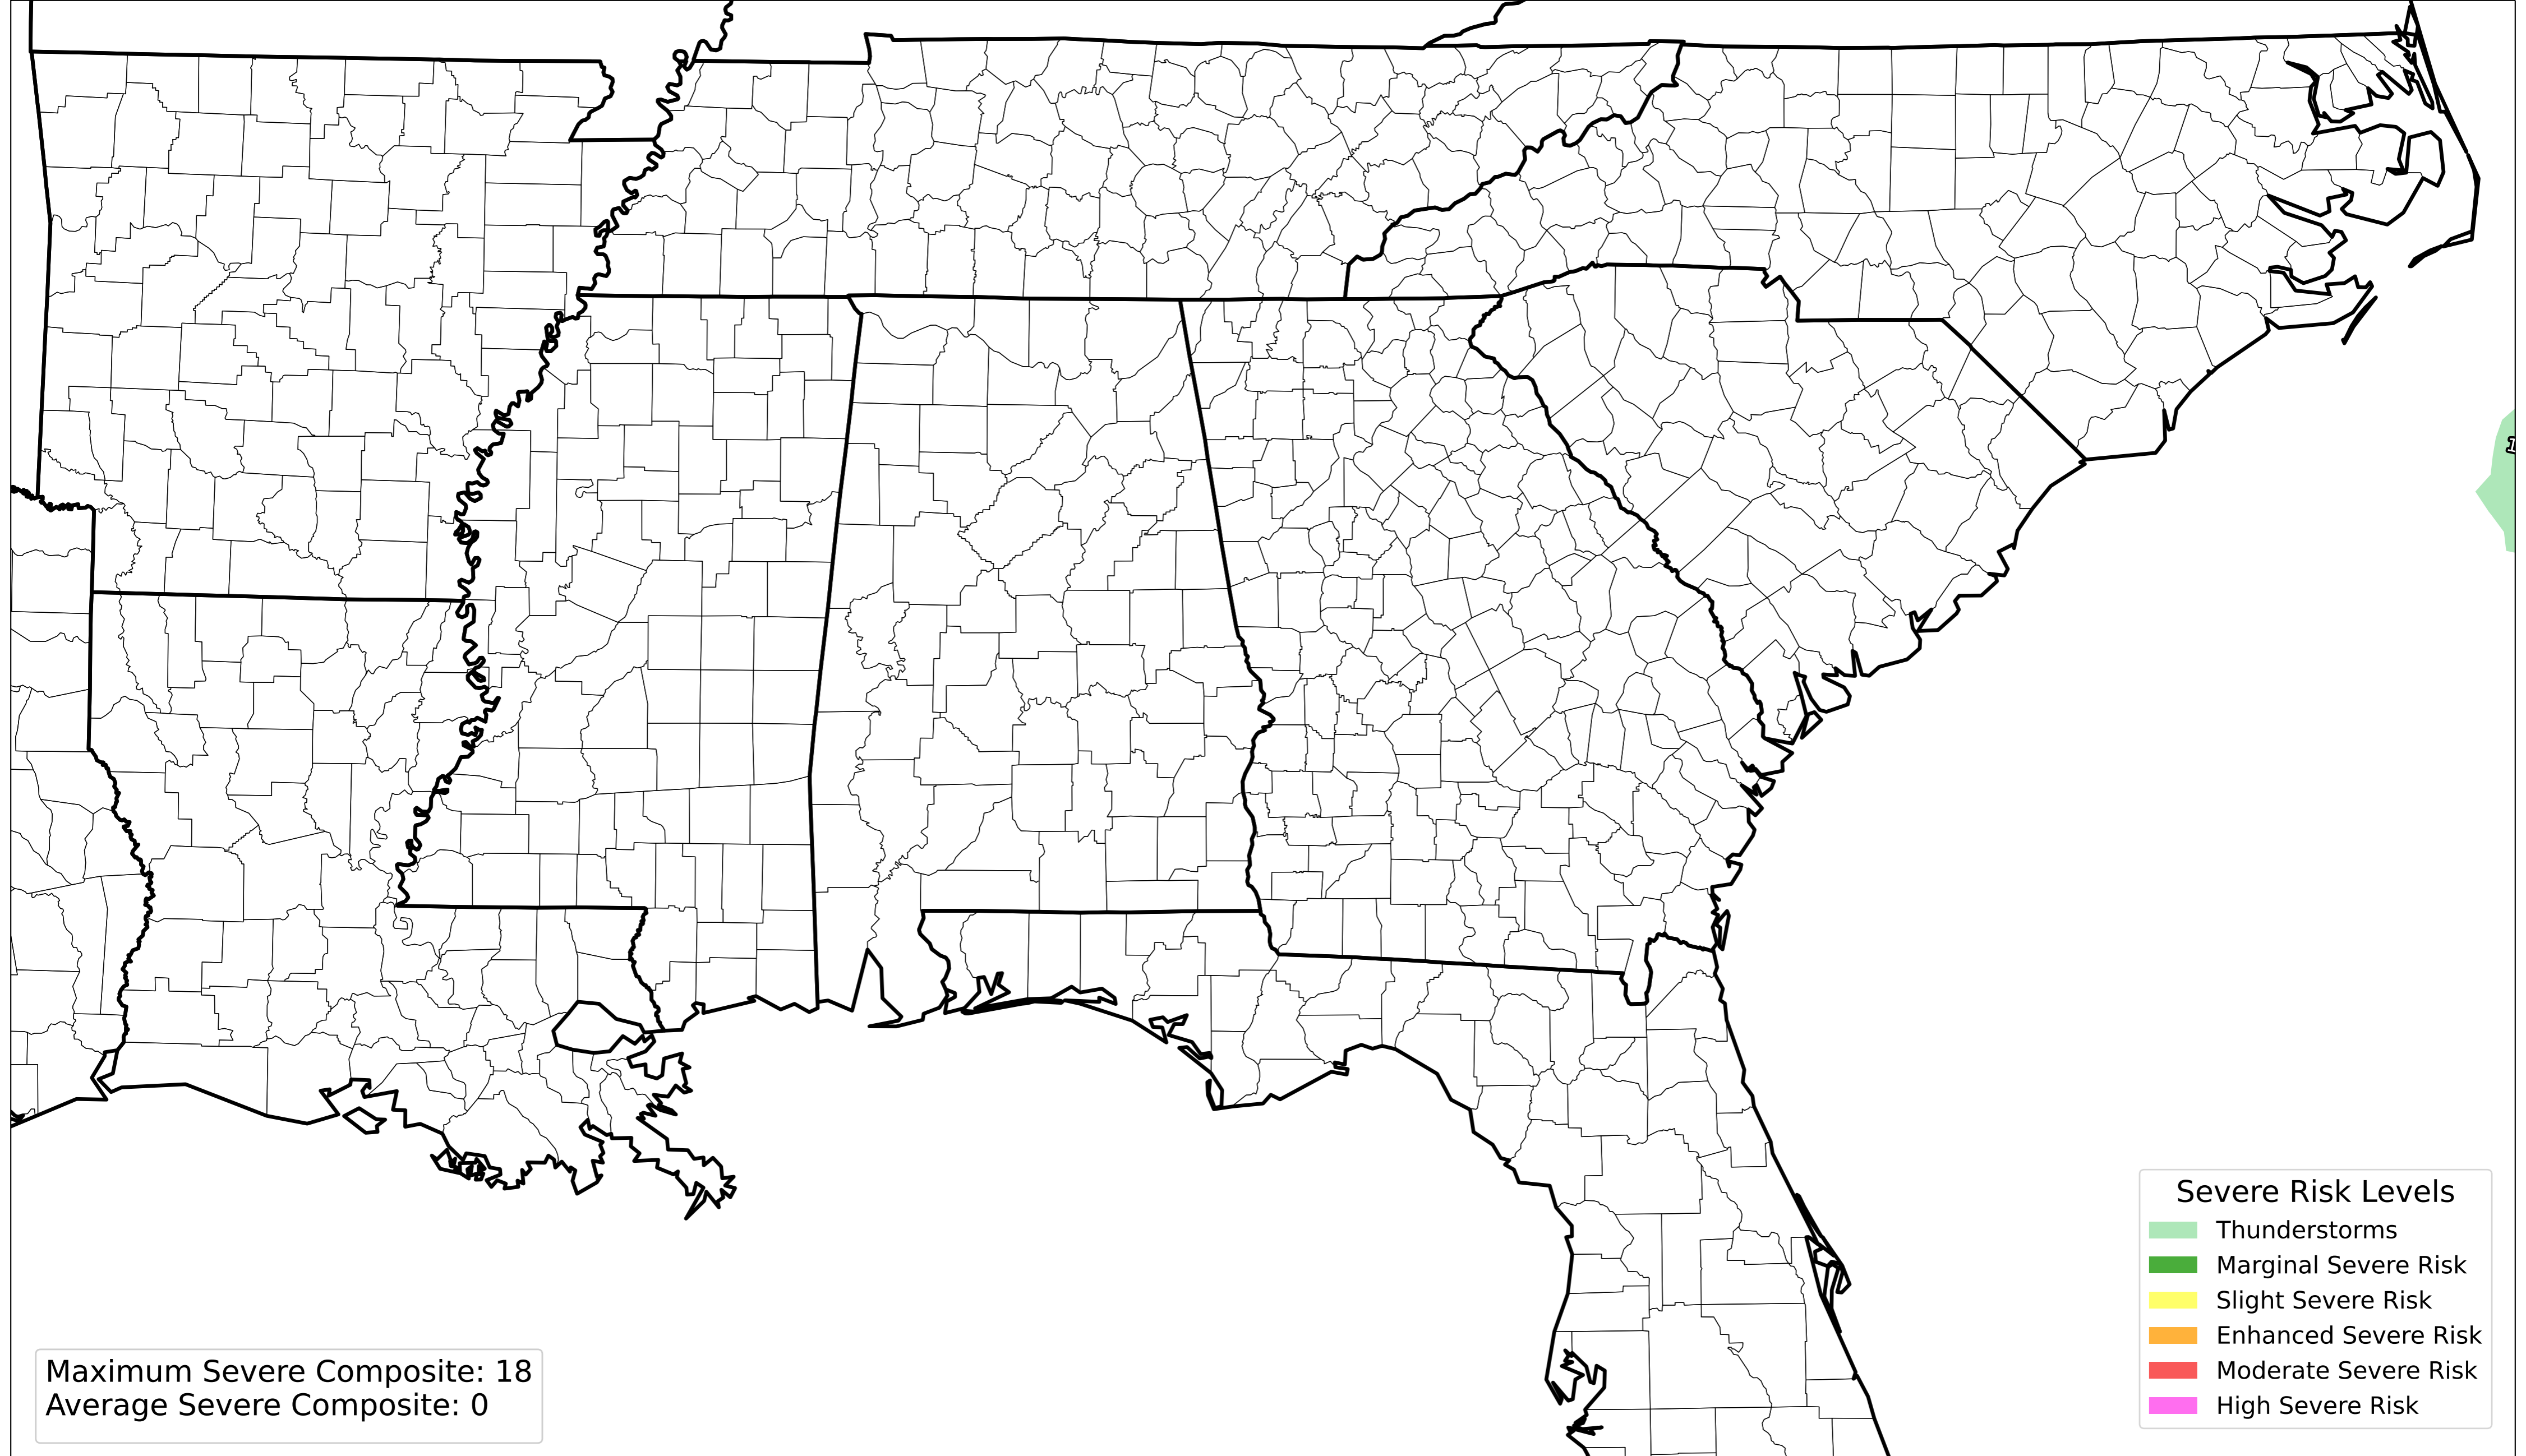 Severe Risk Levels
Thunderstorms
Marginal Severe Risk
Slight Severe Risk
Enhanced Severe Risk
Moderate Severe Risk
High Severe Risk
Maximum Severe Composite: 18
Average Severe Composite: 0